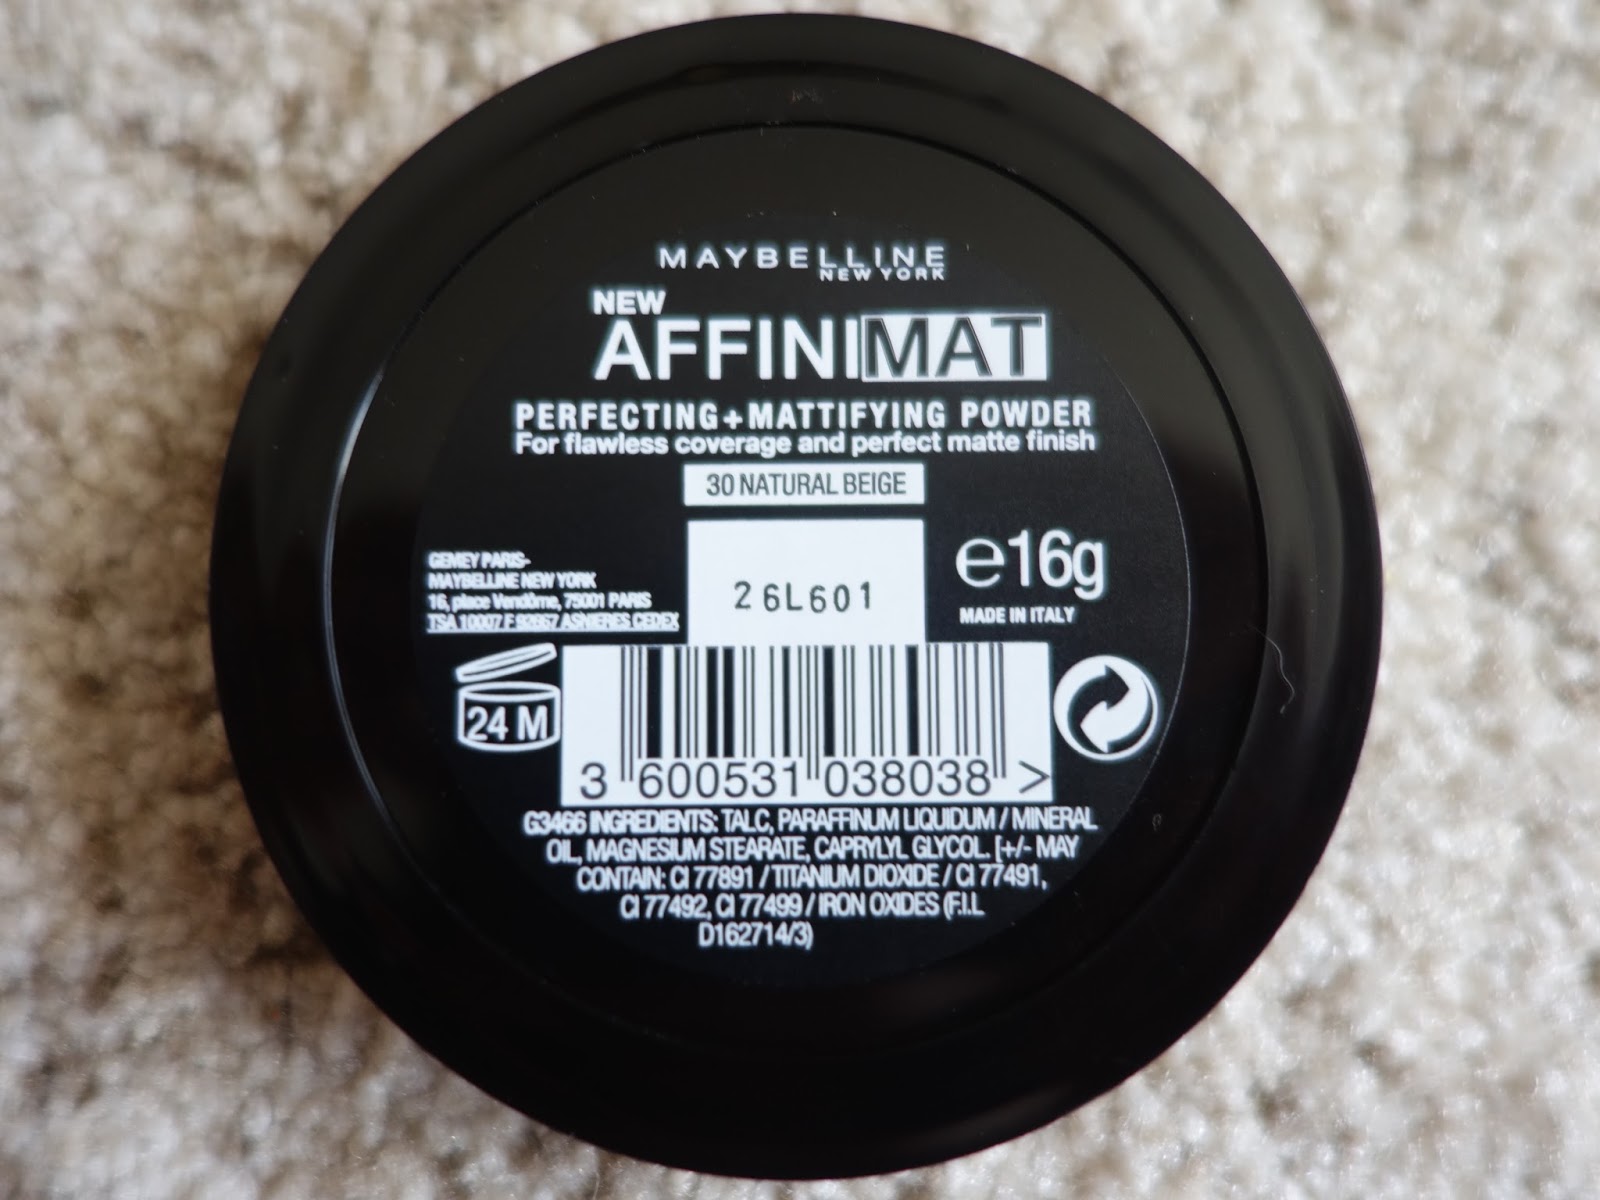 MAYBELLINE
NEW YORK
NEW
AFFINIMAT
PERFECTING+MATTIFYING POWDER
For flawless coverage and perfect matte finish
30 NATURAL BEIGE
GEMEY PARIS-
MAYBELLINE NEW YORK
16, place Vendôme, 75001 PARIS
TSA 10007 F 92667 ASNIERES CEDEX
26L601
e16g
MADE IN ITALY
24 M
3 600531 038038 >
G3466 INGREDIENTS: TALC, PARAFFINUM LIQUIDUM / MINERAL
OIL, MAGNESIUM STEARATE, CAPRYLYL GLYCOL. [+/- MAY
CONTAIN: CI 77891 / TITANIUM DIOXIDE / CI 77491,
CI 77492, CI 77499 / IRON OXIDES (F.I.L
D162714/3)